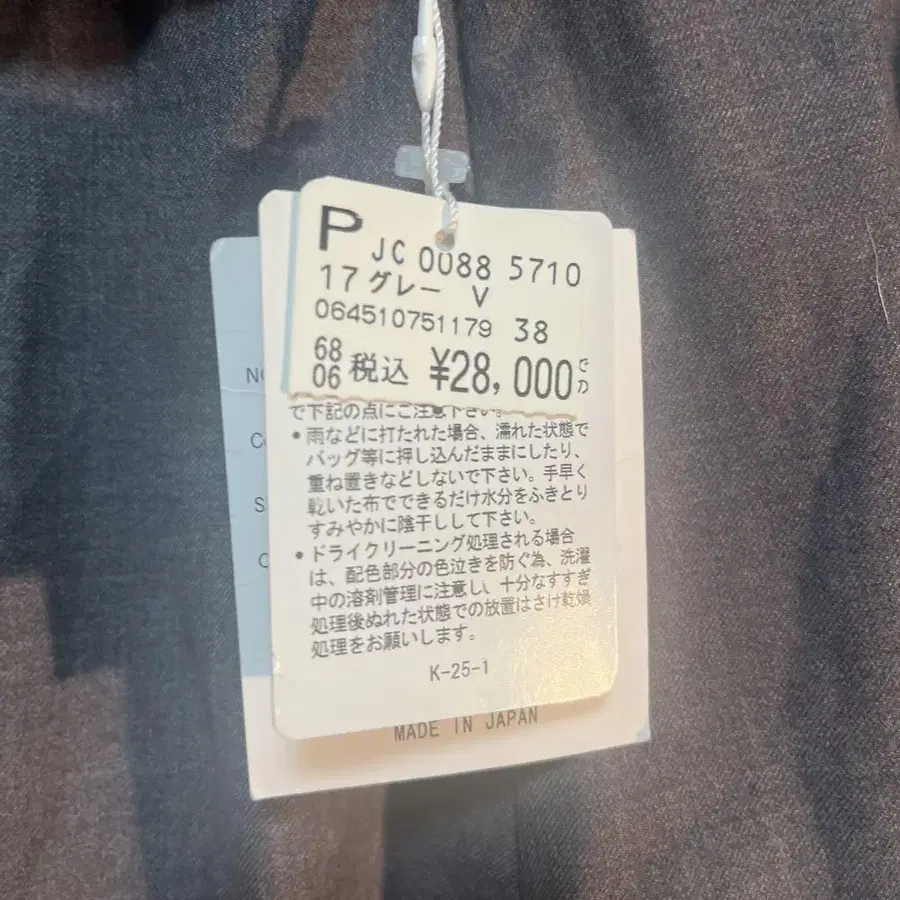 P
JC 0088 5710
17グレー V
064510751179 38
68
06 税込 ¥28,000
で下記の点にご注意下さい。
• 雨などに打たれた場合、濡れた状態で
バッグ等に押し込んだままにしたり、
重ね置きなどしないで下さい。手早く
乾いた布でできるだけ水分をふきとり
すみやかに陰干しして下さい。
• ドライクリーニング処理される場合
は、配色部分の色泣きを防ぐ為、洗濯
中の溶剤管理に注意し、十分なすすぎ
処理後ぬれた状態での放置はさけ乾燥
処理をお願いします。
K-25-1
MADE IN JAPAN